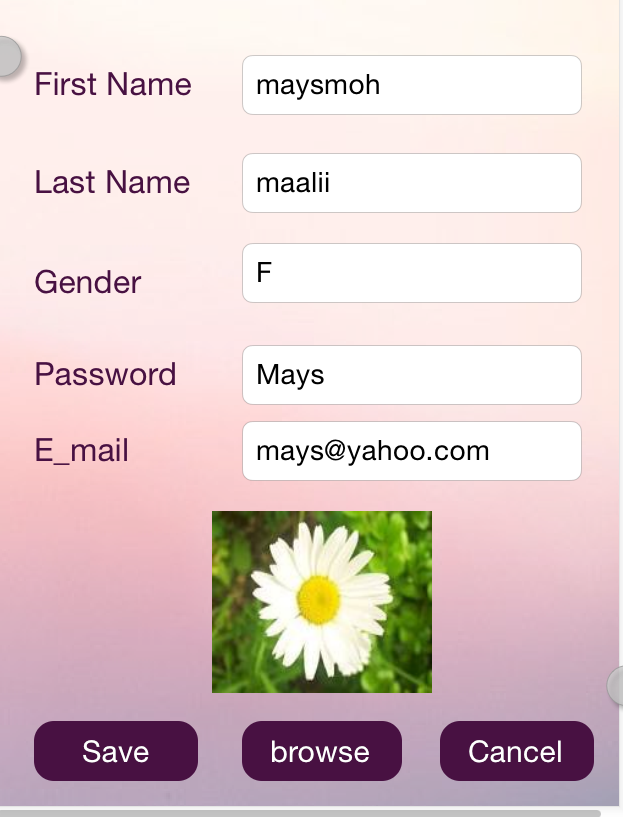 First Name maysmoh
Last Name maalii
Gender F
Password Mays
E_mail mays@yahoo.com
Save browse Cancel